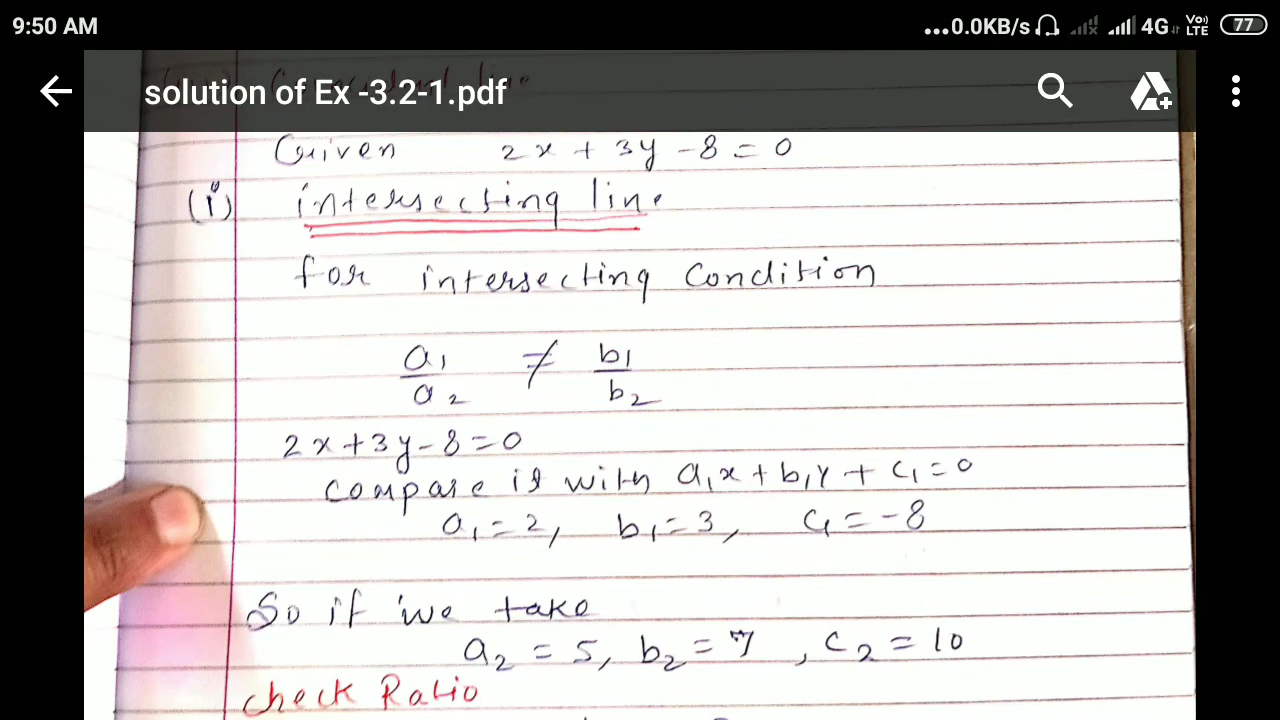 9:50 AM ...0.0KB/s 4G Vo) LTE 77
solution of Ex -3.2-1.pdf
Given 2x + 3y - 8 = 0
(i) intersecting line
for intersecting Condition
a1/a2 ≠ b1/b2
2x+3y-8=0
compare it with a1x + b1y + c1 = 0
a1 = 2, b1 = 3, c1 = -8
So if we take
a2 = 5, b2 = 7, c2 = 10
check Ratio